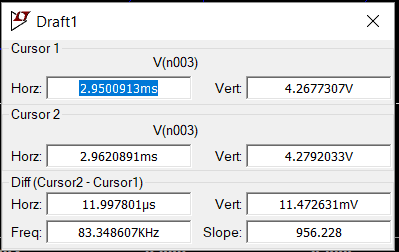 Draft1
Cursor 1
V(n003)
Horz: 2.9500913ms Vert: 4.2677307V
Cursor 2
V(n003)
Horz: 2.9620891ms Vert: 4.2792033V
Diff (Cursor2 - Cursor1)
Horz: 11.997801µs Vert: 11.472631mV
Freq: 83.348607KHz Slope: 956.228